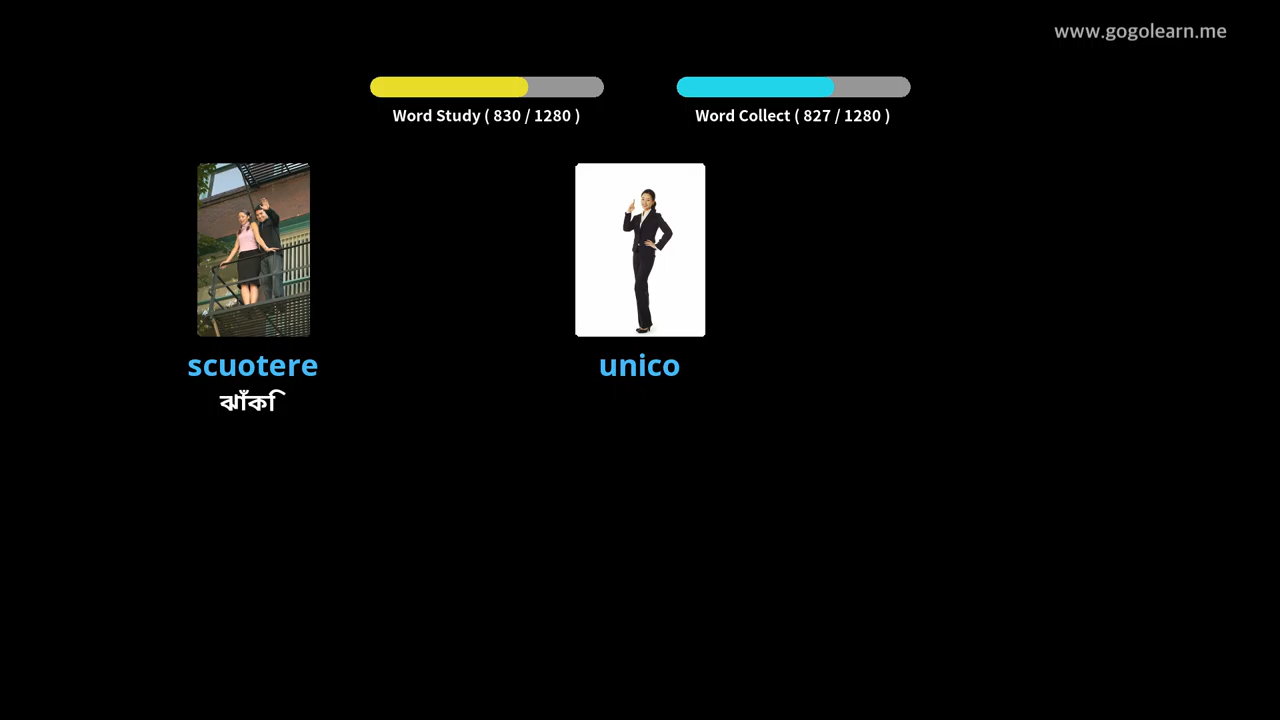 www.gogolearn.me
Word Study ( 830 / 1280 )
Word Collect ( 827 / 1280 )
scuotere
unico
ঝাঁকি